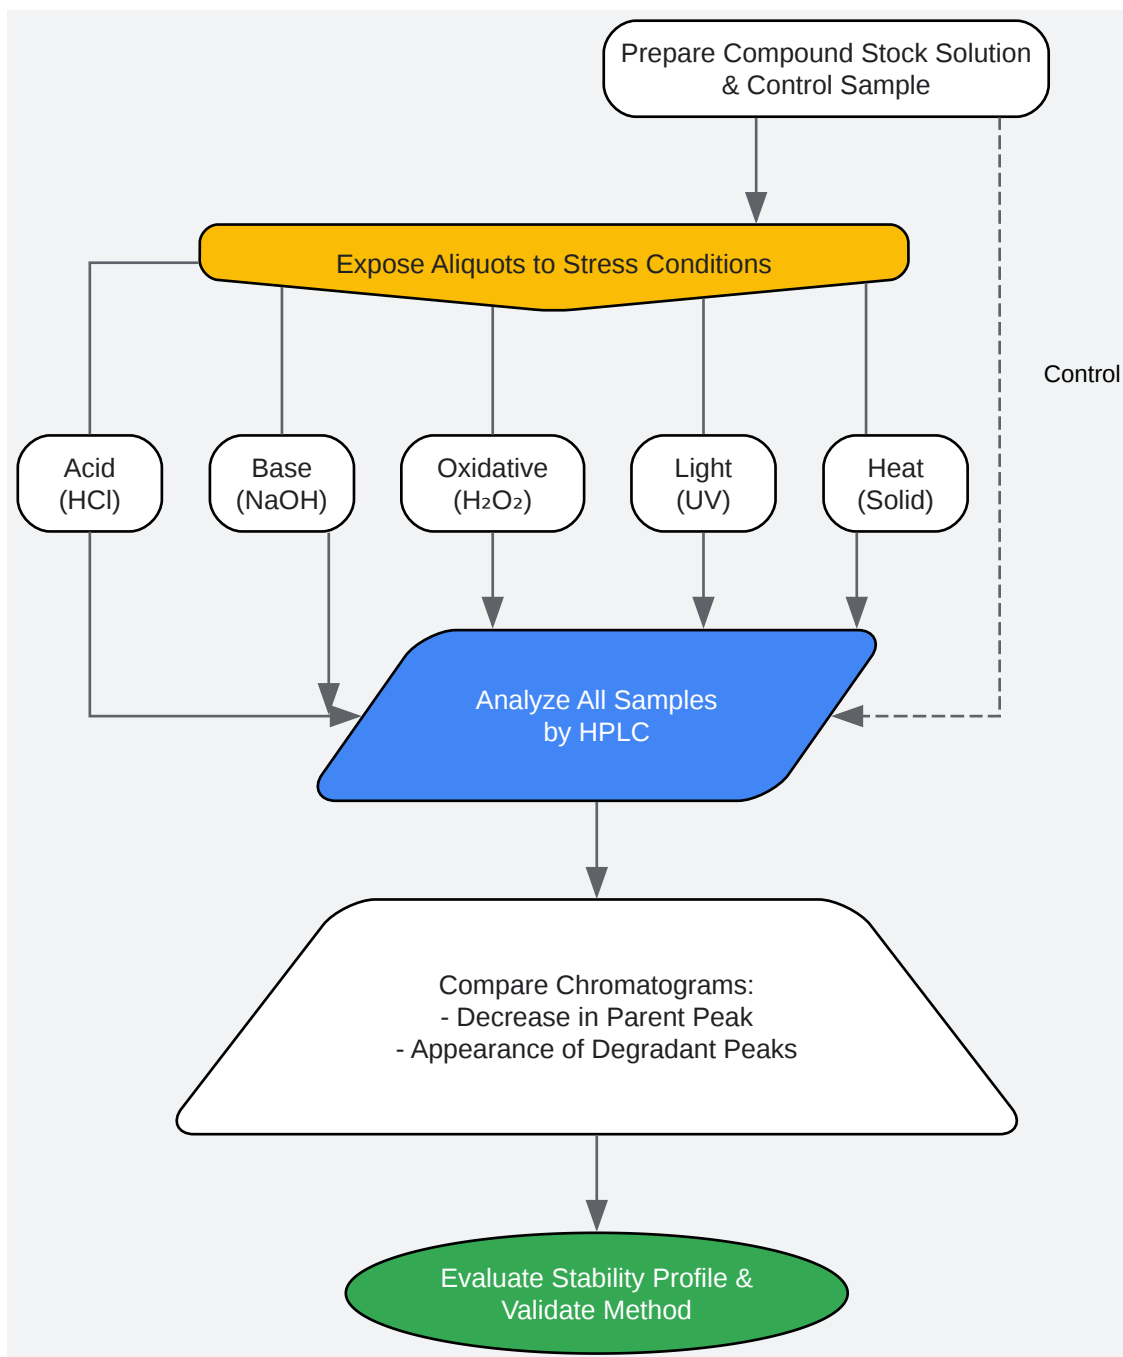 Prepare Compound Stock Solution
& Control Sample
Expose Aliquots to Stress Conditions
Control
Acid
(HCl)
Base
(NaOH)
Oxidative
(H₂O₂)
Light
(UV)
Heat
(Solid)
Analyze All Samples
by HPLC
Compare Chromatograms:
- Decrease in Parent Peak
- Appearance of Degradant Peaks
Evaluate Stability Profile &
Validate Method